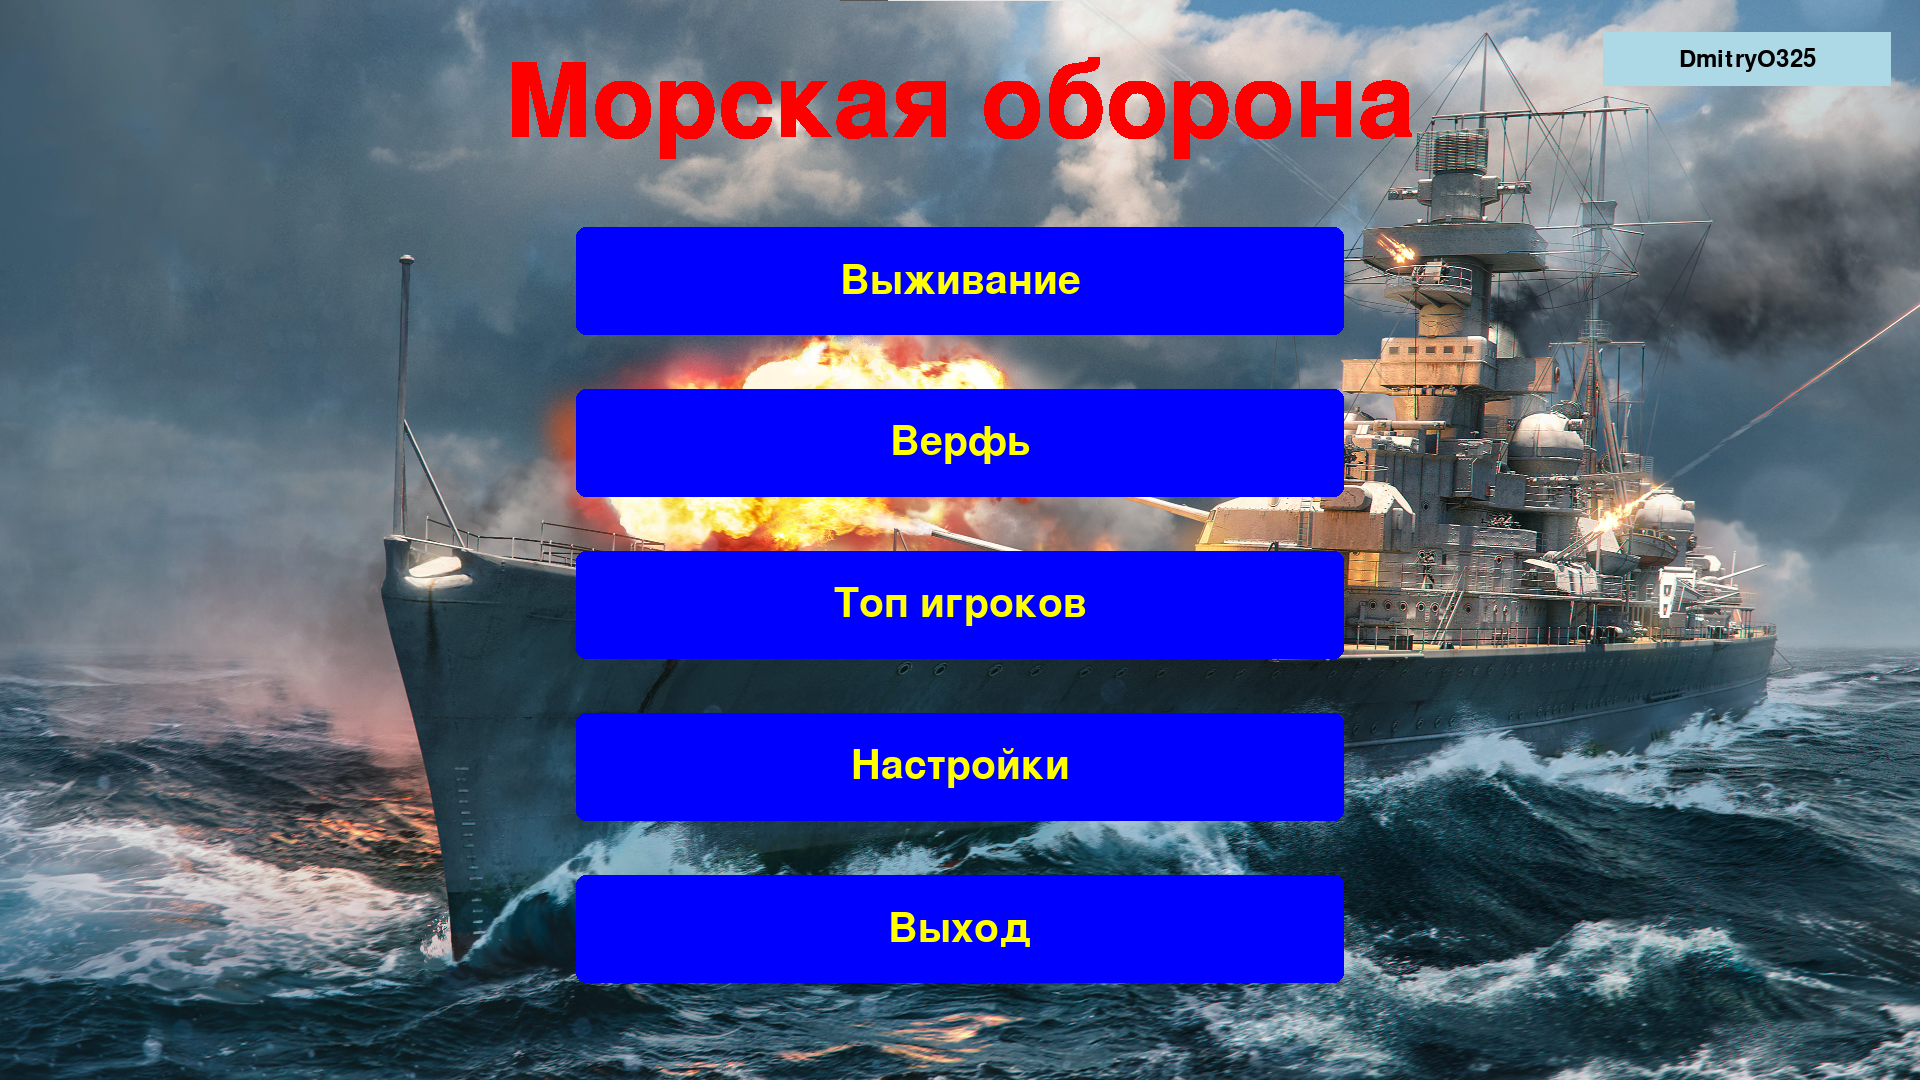 Морская оборона
DmitryO325
Выживание
Верфь
Топ игроков
Настройки
Выход